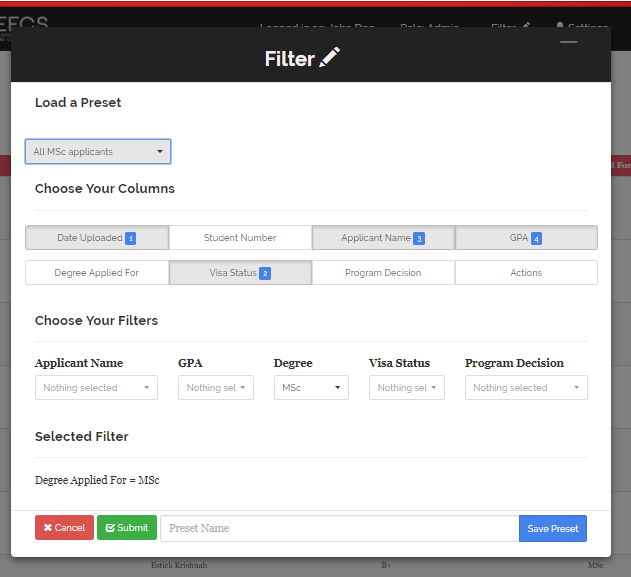 EFCS
Logged in as: John Doe Role: Admin Filter Settings
Filter
Load a Preset
All MSc applicants
l For
Choose Your Columns
Date Uploaded 1 Student Number Applicant Name 3 GPA 4
Degree Applied For Visa Status 2 Program Decision Actions
Choose Your Filters
Applicant Name GPA Degree Visa Status Program Decision
Nothing selected Nothing sel MSc Nothing sel Nothing selected
Selected Filter
Degree Applied For = MSc
Cancel Submit Preset Name Save Preset
Estick Krishnah B+ MSc